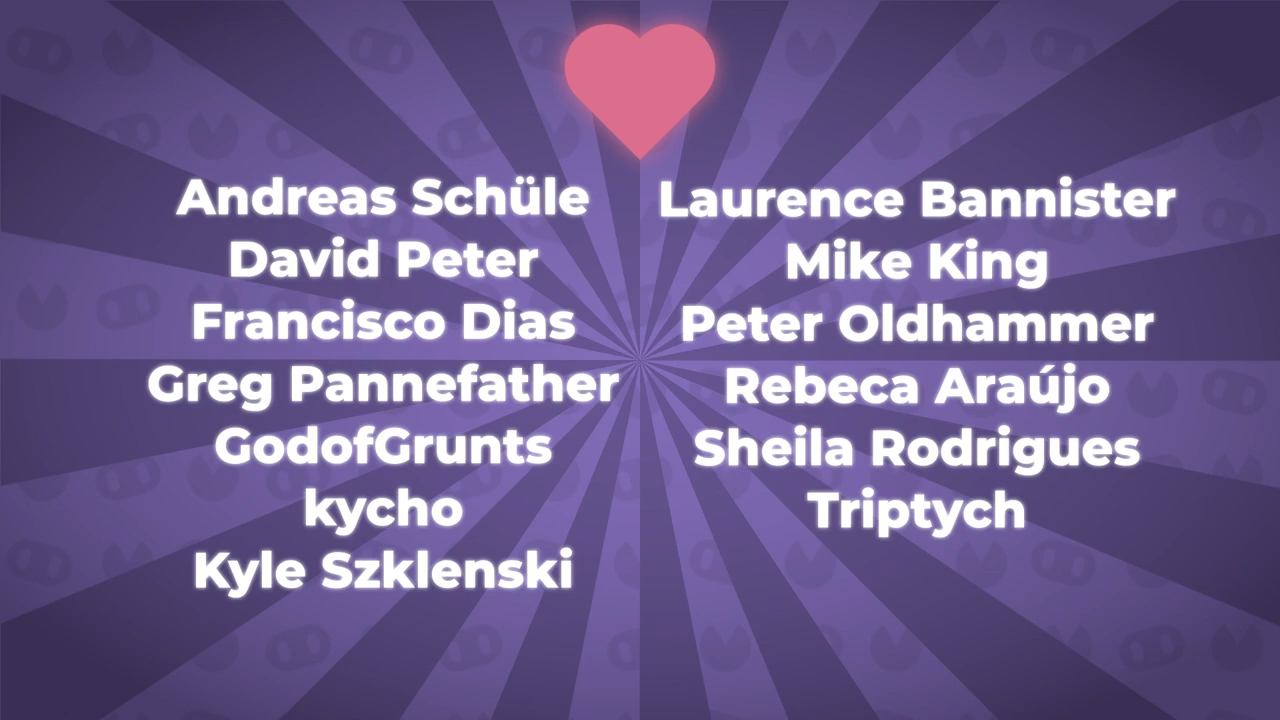 Andreas Schüle
David Peter
Francisco Dias
Greg Pannefather
GodofGrunts
kycho
Kyle Szklenski
Laurence Bannister
Mike King
Peter Oldhammer
Rebeca Araújo
Sheila Rodrigues
Triptych